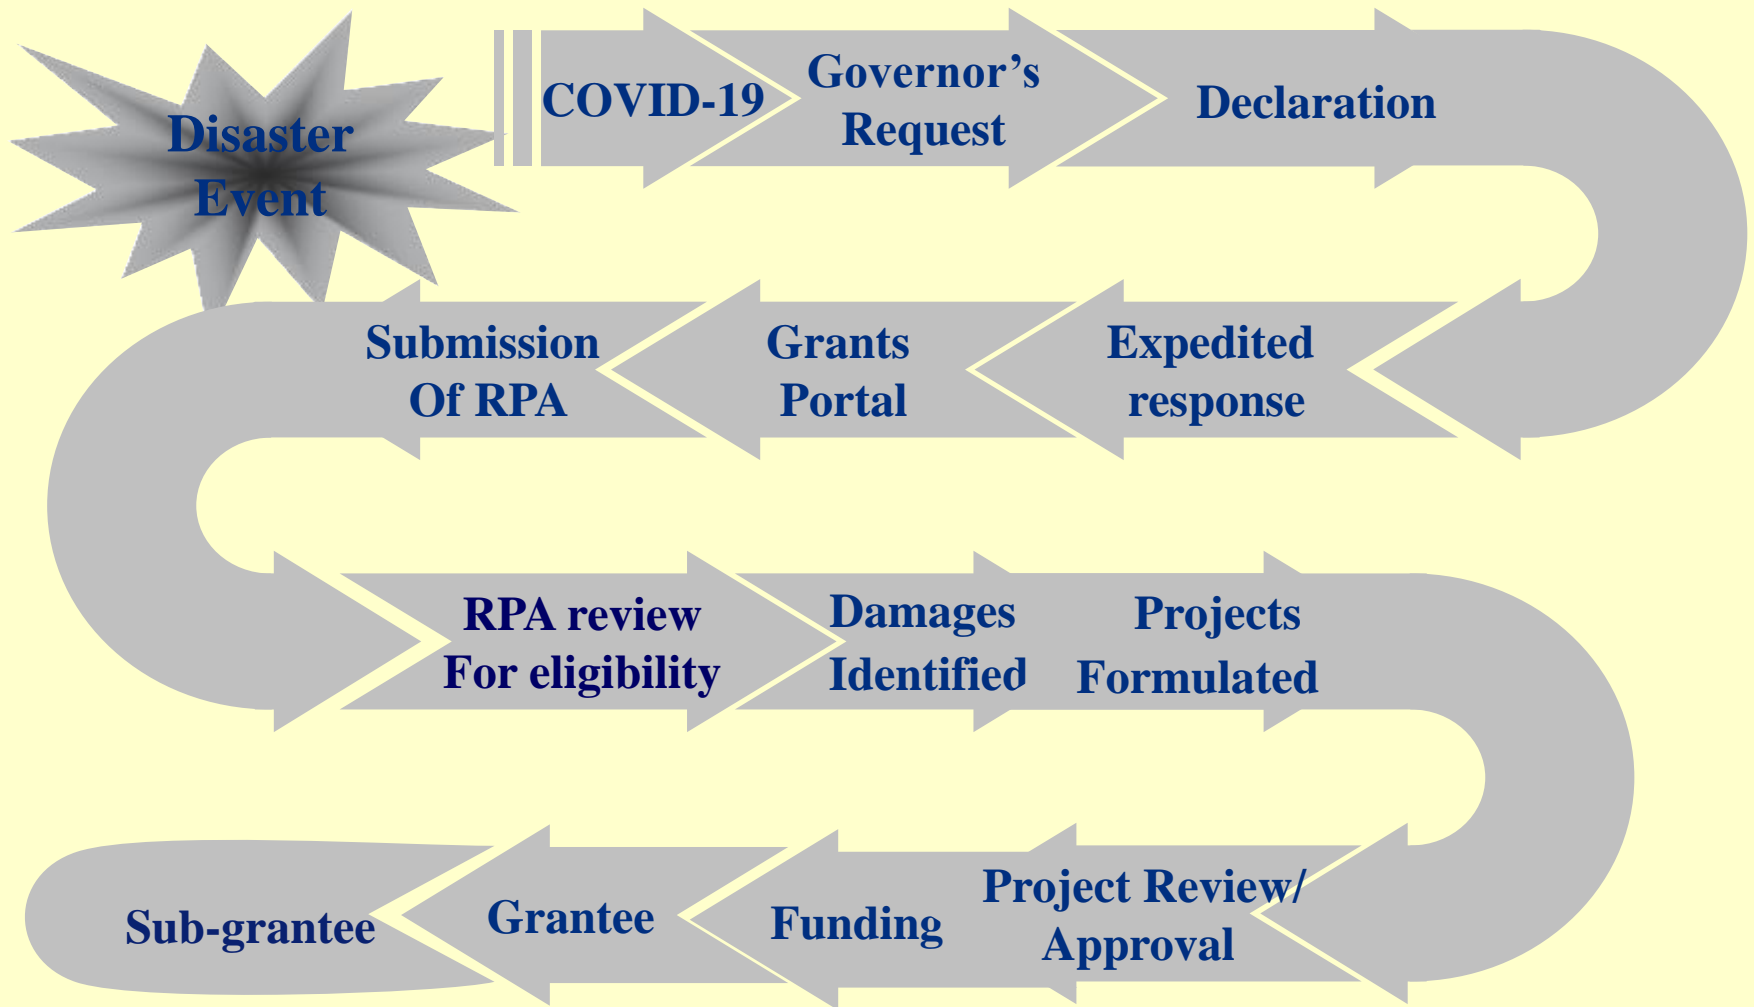 Disaster
Event
COVID-19
Governor's
Request
Declaration
Expedited
response
Grants
Portal
Submission
Of RPA
RPA review
For eligibility
Damages
Identified
Projects
Formulated
Project Review/
Approval
Funding
Grantee
Sub-grantee